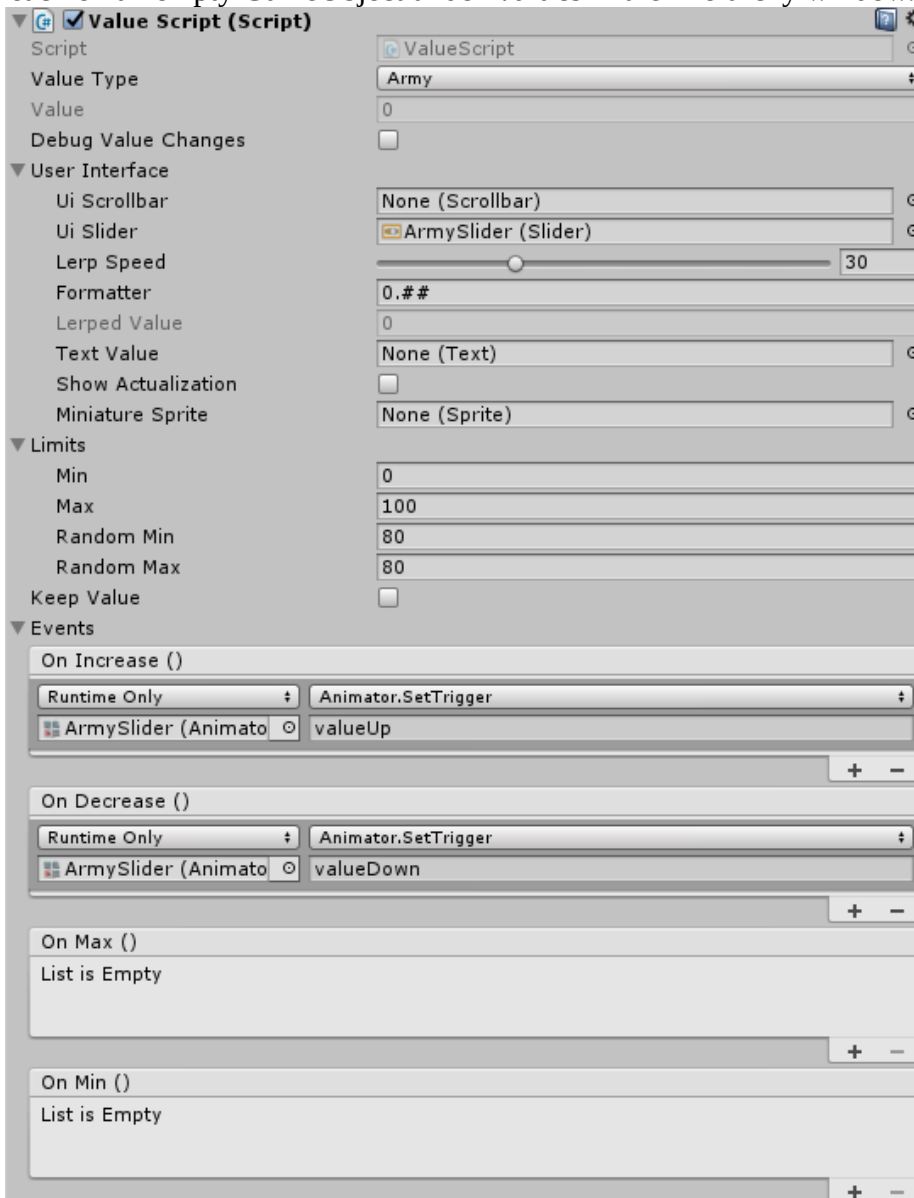 Value Script (Script)
Script ValueScript
Value Type Army
Value 0
Debug Value Changes
User Interface
Ui Scrollbar None (Scrollbar)
Ui Slider ArmySlider (Slider)
Lerp Speed 30
Formatter 0.##
Lerped Value 0
Text Value None (Text)
Show Actualization
Miniature Sprite None (Sprite)
Limits
Min 0
Max 100
Random Min 80
Random Max 80
Keep Value
Events
On Increase ()
Runtime Only Animator.SetTrigger
ArmySlider (Animato valueUp
+ −
On Decrease ()
Runtime Only Animator.SetTrigger
ArmySlider (Animato valueDown
+ −
On Max ()
List is Empty
+ −
On Min ()
List is Empty
+ −